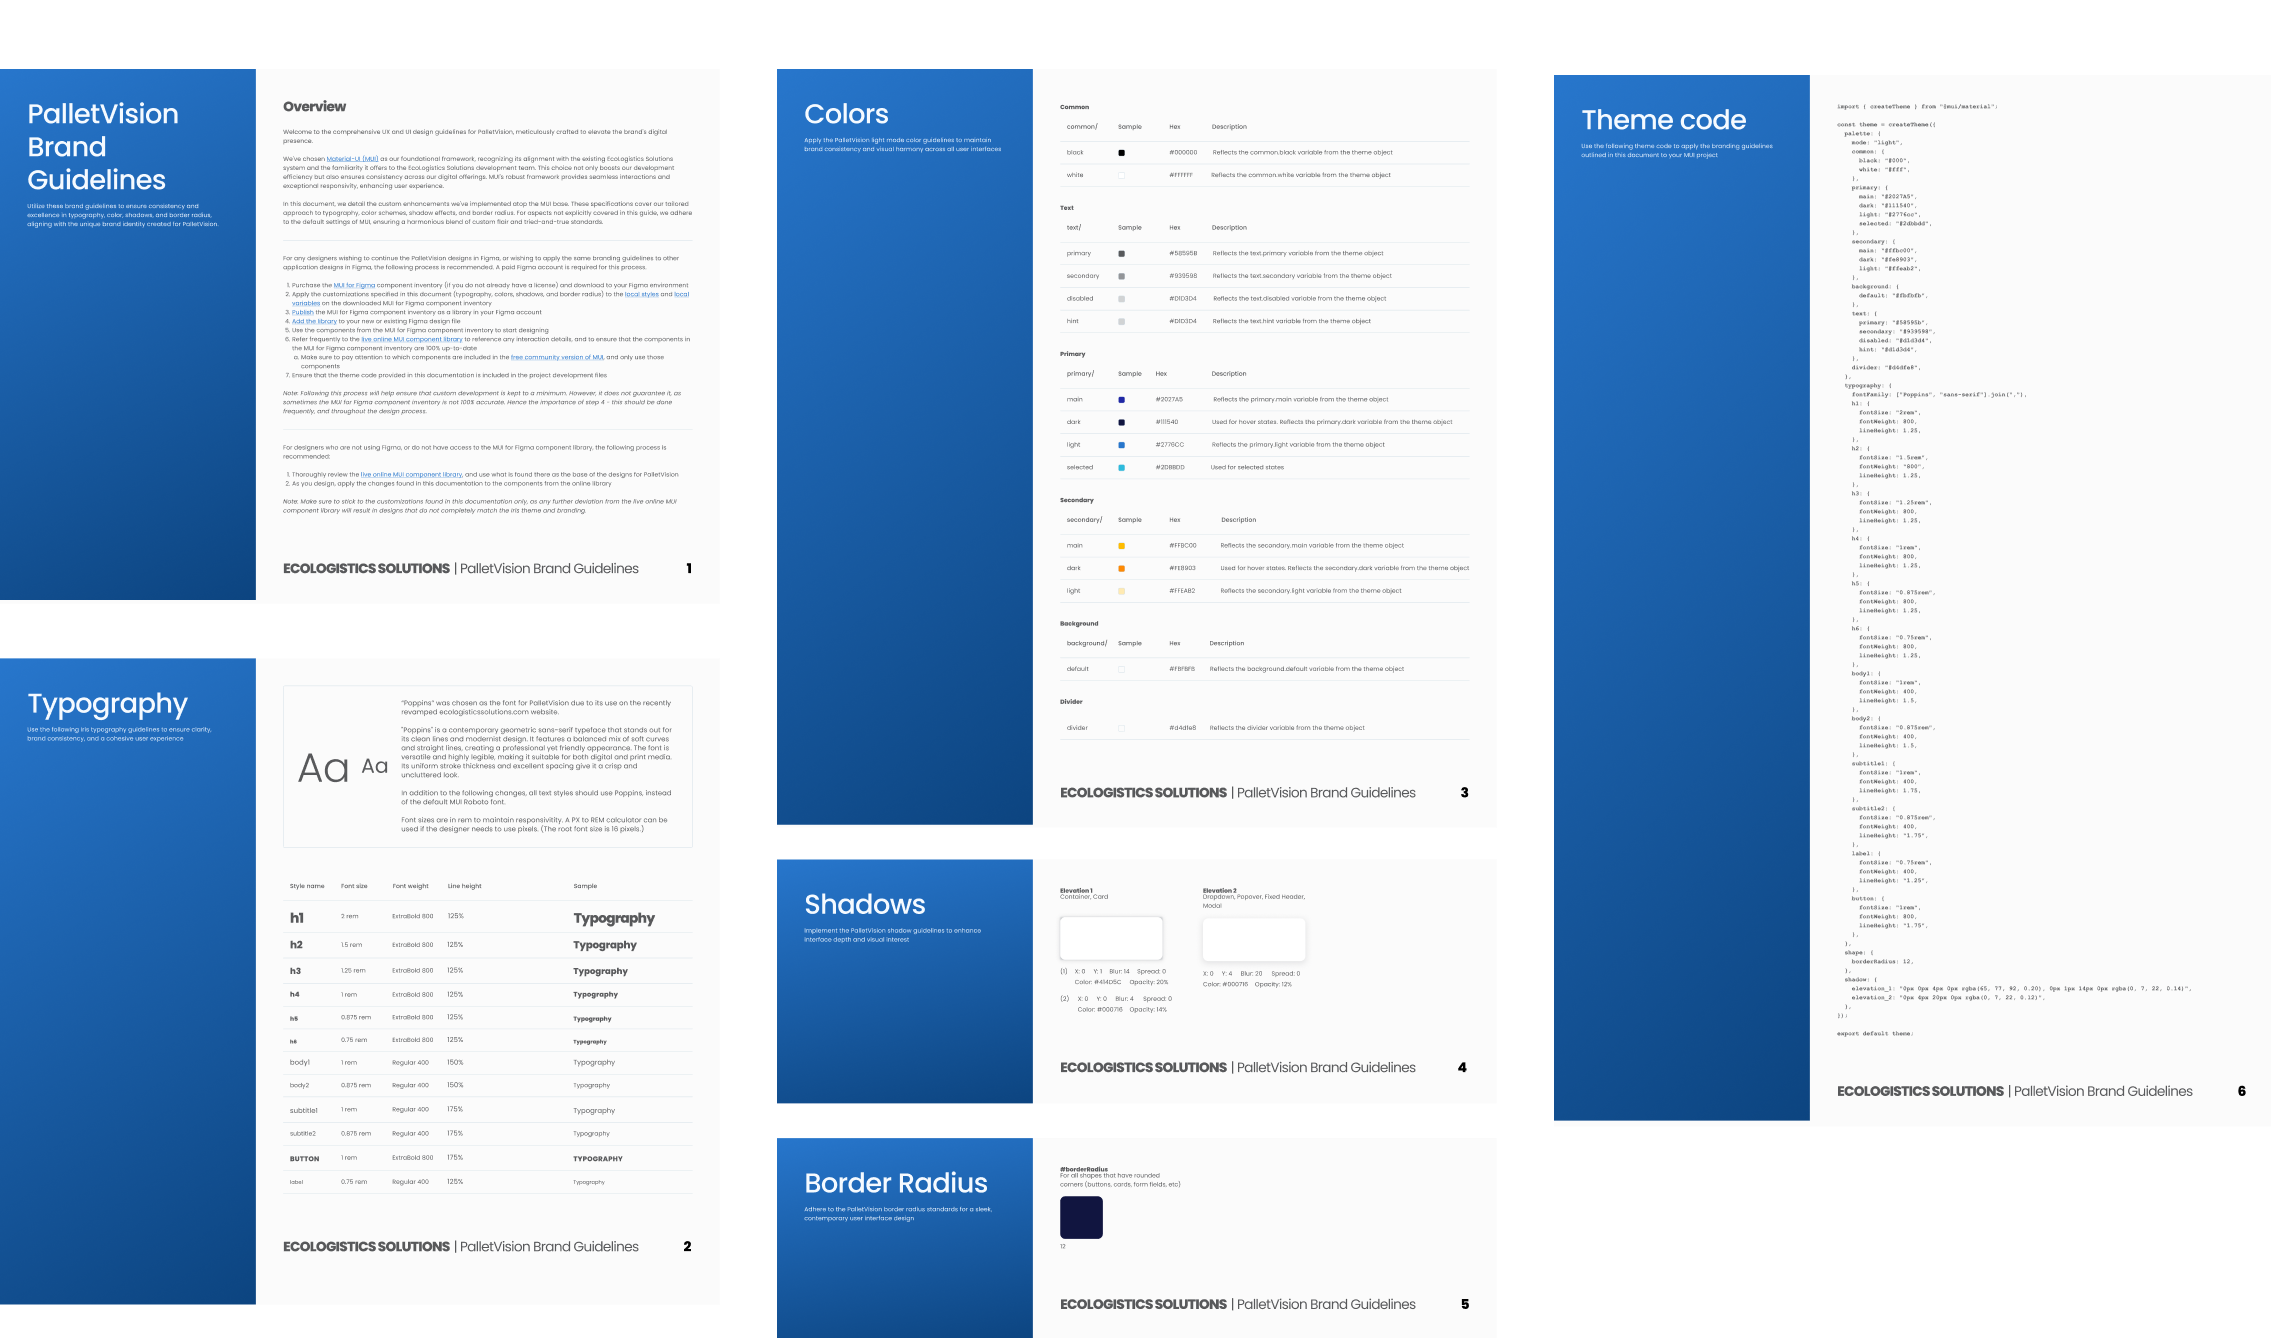 PalletVision
Brand
Guidelines
Utilize these brand guidelines to ensure consistency and
excellence in typography, color, shadows, and border radius,
aligning with the unique brand identity created for PalletVision.
Overview
Welcome to the comprehensive UX and UI design guidelines for PalletVision, meticulously crafted to elevate the brand's digital
presence.
We've chosen Material-UI (MUI) as our foundational framework, recognizing its alignment with the existing EcoLogistics Solutions
system and the familiarity it offers to the EcoLogistics Solutions development team. This choice not only boosts our development
efficiency but also ensures consistency across our digital offerings. MUI's robust framework provides seamless interactions and
exceptional responsivity, enhancing user experience.
In this document, we detail the custom enhancements we've implemented atop the MUI base. These specifications cover our tailored
approach to typography, color schemes, shadow effects, and border radius. For aspects not explicitly covered in this guide, we adhere
to the default settings of MUI, ensuring a harmonious blend of custom flair and tried-and-true standards.
For any designers wishing to continue the PalletVision designs in Figma, or wishing to apply the same branding guidelines to other
application designs in Figma, the following process is recommended. A paid Figma account is required for this process.
1. Purchase the MUI for Figma component inventory (if you do not already have a license) and download to your Figma environment
2. Apply the customizations specified in this document (typography, colors, shadows, and border radius) to the local styles and local
variables on the downloaded MUI for Figma component inventory
3. Publish the MUI for Figma component inventory as a library in your Figma account
4. Add the library to your new or existing Figma design file
5. Use the components from the MUI for Figma component inventory to start designing
6. Refer frequently to the live online MUI component library to reference any interaction details, and to ensure that the components in
the MUI for Figma component inventory are 100% up-to-date
a. Make sure to pay attention to which components are included in the free community version of MUI, and only use those
components
7. Ensure that the theme code provided in this documentation is included in the project development files
Note: Following this process will help ensure that custom development is kept to a minimum. However, it does not guarantee it, as
sometimes the MUI for Figma component inventory is not 100% accurate. Hence the importance of step 4 - this should be done
frequently, and throughout the design process.
For designers who are not using Figma, or do not have access to the MUI for Figma component library, the following process is
recommended:
1. Thoroughly review the live online MUI component library, and use what is found there as the base of the designs for PalletVision
2. As you design, apply the changes found in this documentation to the components from the online library
Note: Make sure to stick to the customizations found in this documentation only, as any further deviation from the live online MUI
component library will result in designs that do not completely match the Iris theme and branding.
ECOLOGISTICS SOLUTIONS | PalletVision Brand Guidelines 1
Typography
Use the following Iris typography guidelines to ensure clarity,
brand consistency, and a cohesive user experience
Aa Aa
"Poppins" was chosen as the font for PalletVision due to its use on the recently
revamped ecologisticssolutions.com website.
"Poppins" is a contemporary geometric sans-serif typeface that stands out for
its clean lines and modernist design. It features a balanced mix of soft curves
and straight lines, creating a professional yet friendly appearance. The font is
versatile and highly legible, making it suitable for both digital and print media.
Its uniform stroke thickness and excellent spacing give it a crisp and
uncluttered look.
In addition to the following changes, all text styles should use Poppins, instead
of the default MUI Roboto font.
Font sizes are in rem to maintain responsivitiy. A PX to REM calculator can be
used if the designer needs to use pixels. (The root font size is 16 pixels.)
Style name Font size Font weight Line height Sample
h1 2 rem ExtraBold 800 125% Typography
h2 1.5 rem ExtraBold 800 125% Typography
h3 1.25 rem ExtraBold 800 125% Typography
h4 1 rem ExtraBold 800 125% Typography
h5 0.875 rem ExtraBold 800 125% Typography
h6 0.75 rem ExtraBold 800 125% Typography
body1 1 rem Regular 400 150% Typography
body2 0.875 rem Regular 400 150% Typography
subtitle1 1 rem Regular 400 175% Typography
subtitle2 0.875 rem Regular 400 175% Typography
BUTTON 1 rem ExtraBold 800 175% TYPOGRAPHY
label 0.75 rem Regular 400 125% Typography
ECOLOGISTICS SOLUTIONS | PalletVision Brand Guidelines 2
Colors
Apply the PalletVision light mode color guidelines to maintain
brand consistency and visual harmony across all user interfaces
Common
common/ Sample Hex Description
black #000000 Reflects the common.black variable from the theme object
white #FFFFFF Reflects the common.white variable from the theme object
Text
text/ Sample Hex Description
primary #58595B Reflects the text.primary variable from the theme object
secondary #939598 Reflects the text.secondary variable from the theme object
disabled #D1D3D4 Reflects the text.disabled variable from the theme object
hint #D1D3D4 Reflects the text.hint variable from the theme object
Primary
primary/ Sample Hex Description
main #2027A5 Reflects the primary.main variable from the theme object
dark #111540 Used for hover states. Reflects the primary.dark variable from the theme object
light #2776CC Reflects the primary.light variable from the theme object
selected #2DBBDD Used for selected states
Secondary
secondary/ Sample Hex Description
main #FFBC00 Reflects the secondary.main variable from the theme object
dark #FE8903 Used for hover states. Reflects the secondary.dark variable from the theme object
light #FFEAB2 Reflects the secondary.light variable from the theme object
Background
background/ Sample Hex Description
default #FBFBFB Reflects the background.default variable from the theme object
Divider
divider #d4dfe8 Reflects the divider variable from the theme object
ECOLOGISTICS SOLUTIONS | PalletVision Brand Guidelines 3
Shadows
Implement the PalletVision shadow guidelines to enhance
interface depth and visual interest
Elevation 1
Container, Card
(1) X: 0 Y: 1 Blur: 14 Spread: 0
Color: #414D5C Opacity: 20%
(2) X: 0 Y: 0 Blur: 4 Spread: 0
Color: #000716 Opacity: 14%
Elevation 2
Dropdown, Popover, Fixed Header,
Modal
X: 0 Y: 4 Blur: 20 Spread: 0
Color: #000716 Opacity: 12%
ECOLOGISTICS SOLUTIONS | PalletVision Brand Guidelines 4
Border Radius
Adhere to the PalletVision border radius standards for a sleek,
contemporary user interface design
#borderRadius
For all shapes that have rounded
corners (buttons, cards, form fields, etc)
12
ECOLOGISTICS SOLUTIONS | PalletVision Brand Guidelines 5
Theme code
Use the following theme code to apply the branding guidelines
outlined in this document to your MUI project
import { createTheme } from "@mui/material";
const theme = createTheme({
palette: {
mode: "light",
common: {
black: "#000",
white: "#fff",
},
primary: {
main: "#2027A5",
dark: "#111540",
light: "#2776cc",
selected: "#2dbbdd",
},
secondary: {
main: "#ffbc00",
dark: "#fe8903",
light: "#ffeab2",
},
background: {
default: "#fbfbfb",
},
text: {
primary: "#58595b",
secondary: "#939598",
disabled: "#d1d3d4",
hint: "#d1d3d4",
},
divider: "#d4dfe8",
},
typography: {
fontFamily: ["Poppins", "sans-serif"].join(","),
h1: {
fontSize: "2rem",
fontWeight: 800,
lineHeight: 1.25,
},
h2: {
fontSize: "1.5rem",
fontWeight: "800",
lineHeight: 1.25,
},
h3: {
fontSize: "1.25rem",
fontWeight: 800,
lineHeight: 1.25,
},
h4: {
fontSize: "1rem",
fontWeight: 800,
lineHeight: 1.25,
},
h5: {
fontSize: "0.875rem",
fontWeight: 800,
lineHeight: 1.25,
},
h6: {
fontSize: "0.75rem",
fontWeight: 800,
lineHeight: 1.25,
},
body1: {
fontSize: "1rem",
fontWeight: 400,
lineHeight: 1.5,
},
body2: {
fontSize: "0.875rem",
fontWeight: 400,
lineHeight: 1.5,
},
subtitle1: {
fontSize: "1rem",
fontWeight: 400,
lineHeight: 1.75,
},
subtitle2: {
fontSize: "0.875rem",
fontWeight: 400,
lineHeight: "1.75",
},
label: {
fontSize: "0.75rem",
fontWeight: 400,
lineHeight: "1.25",
},
button: {
fontSize: "1rem",
fontWeight: 800,
lineHeight: "1.75",
},
},
shape: {
borderRadius: 12,
},
shadow: {
elevation_1: "0px 0px 4px 0px rgba(65, 77, 92, 0.20), 0px 1px 14px 0px rgba(0, 7, 22, 0.14)",
elevation_2: "0px 4px 20px 0px rgba(0, 7, 22, 0.12)",
},
});
export default theme;
ECOLOGISTICS SOLUTIONS | PalletVision Brand Guidelines 6